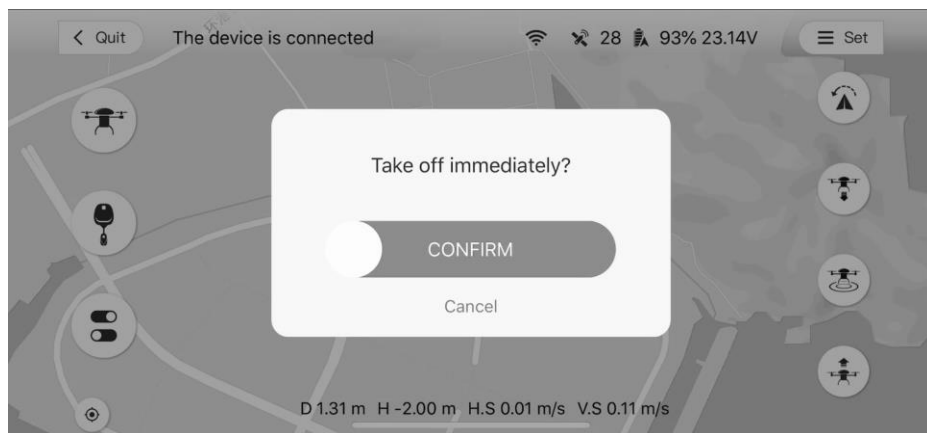 Quit
The device is connected
28
93% 23.14V
Set
Take off immediately?
CONFIRM
Cancel
D 1.31 m H -2.00 m H.S 0.01 m/s V.S 0.11 m/s